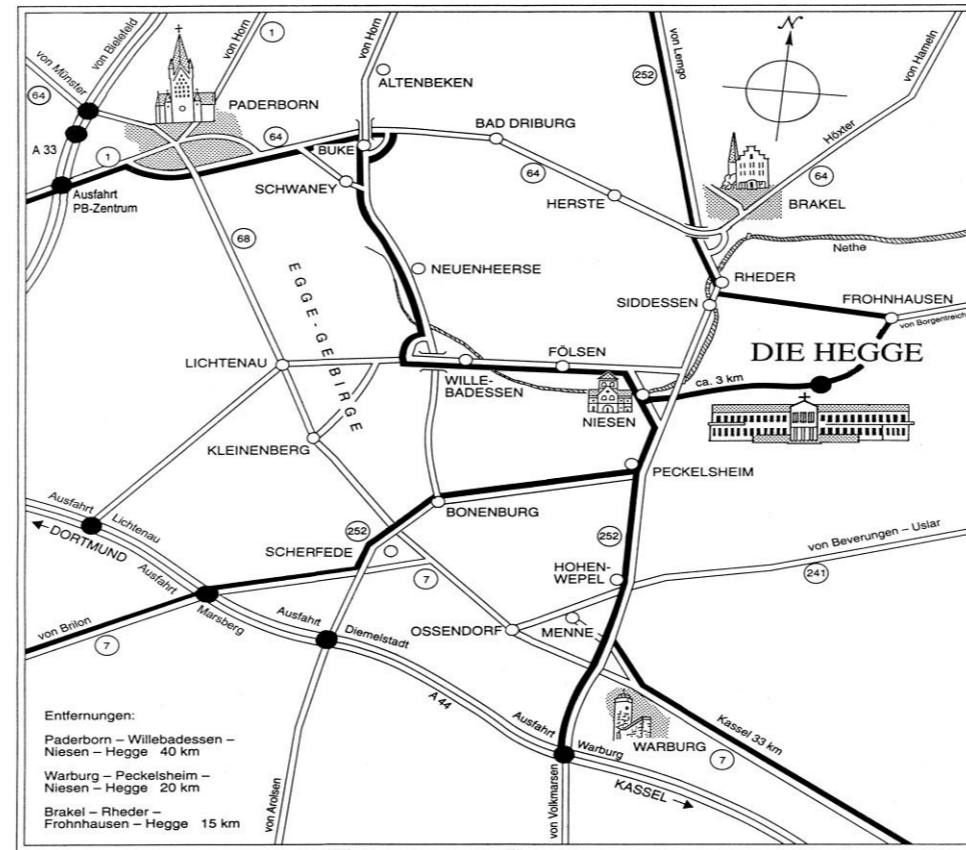 von Münster
von Bielefeld
von Horn
1
von Horn
von Lemgo
252
N
von Hameln
64
ALTENBEKEN
PADERBORN
64
BUKE
BAD DRIBURG
A 33
1
Höxter
64
64
SCHWANEY
HERSTE
BRAKEL
Ausfahrt
PB-Zentrum
68
Nethe
EGGE-GEBIRGE
NEUENHEERSE
RHEDER
SIDDESSEN
FROHNHAUSEN
von Borgentreich
DIE HEGGE
LICHTENAU
FÖLSEN
WILLE-
BADESSEN
ca. 3 km
NIESEN
KLEINENBERG
PECKELSHEIM
Ausfahrt
Lichtenau
← DORTMUND
BONENBURG
252
252
SCHERFEDE
von Beverungen – Uslar
241
HOHEN-
WEPEL
7
Ausfahrt
Marsberg
Ausfahrt
Diemelstadt
OSSENDORF
MENNE
von Brilon
7
A 44
Ausfahrt
Warburg
WARBURG
Kassel 33 km
7
KASSEL →
von Arolsen
von Volkmarsen
Entfernungen:
Paderborn – Willebadessen –
Niesen – Hegge 40 km
Warburg – Peckelsheim –
Niesen – Hegge 20 km
Brakel – Rheder –
Frohnhausen – Hegge 15 km